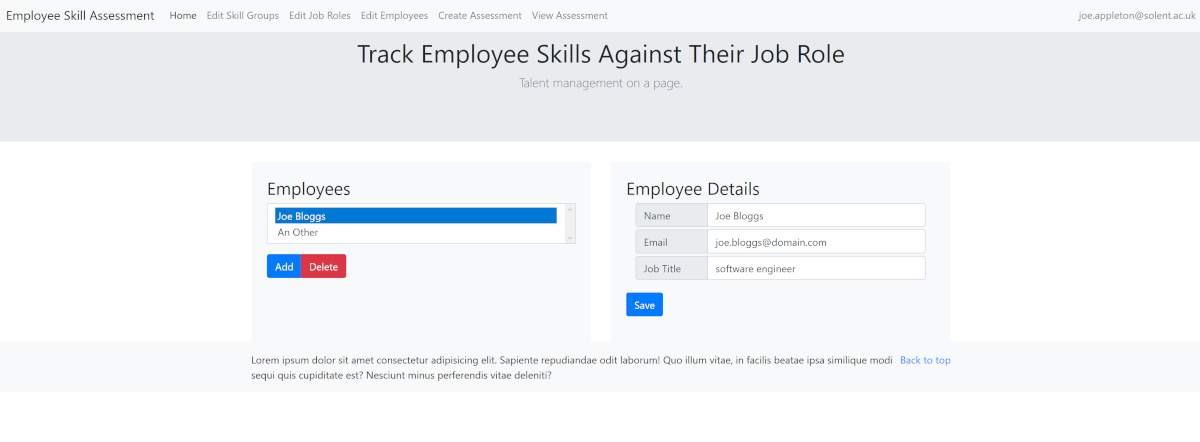 Employee Skill Assessment Home Edit Skill Groups Edit Job Roles Edit Employees Create Assessment View Assessment joe.appleton@solent.ac.uk
Track Employee Skills Against Their Job Role
Talent management on a page.
Employees
Joe Bloggs
An Other
Add Delete
Employee Details
Name Joe Bloggs
Email joe.bloggs@domain.com
Job Title software engineer
Save
Lorem ipsum dolor sit amet consectetur adipisicing elit. Sapiente repudiandae odit laborum! Quo illum vitae, in facilis beatae ipsa similique modi Back to top
sequi quis cupiditate est? Nesciunt minus perferendis vitae deleniti?